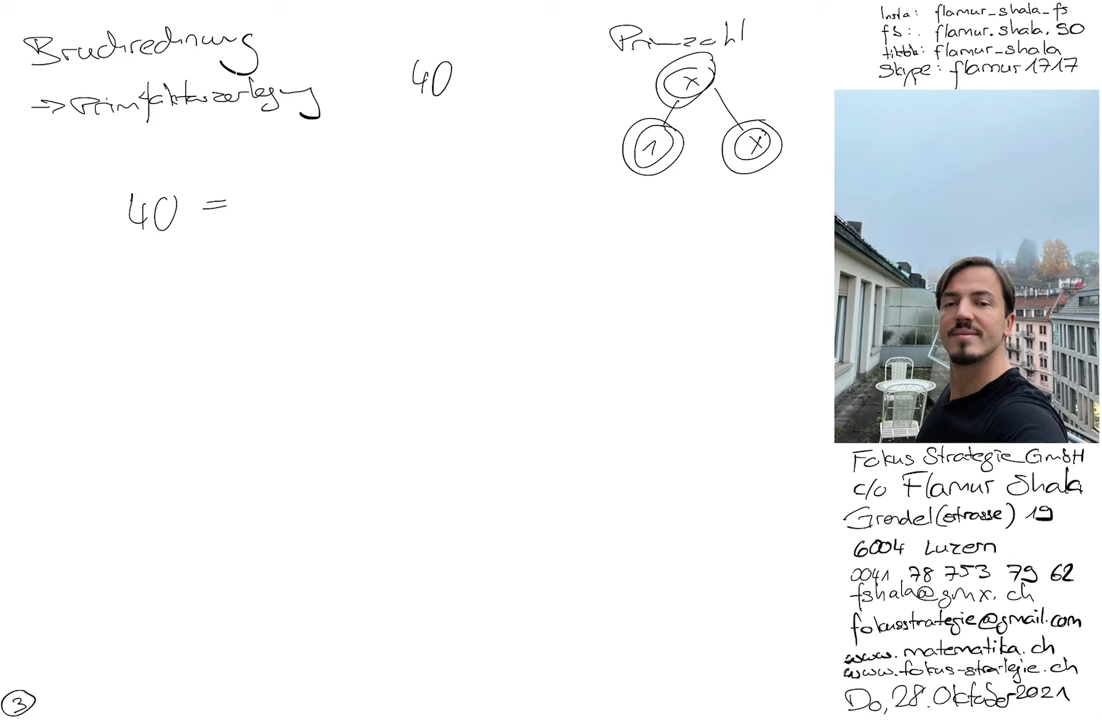 Bruchrechnung
→ Primfaktorzerlegung
40
40 =
Primzahl
x
1
x
Insta: flamur_shala_fs
fs:. flamur.shala.90
tiktok: flamur_shala
Skype: flamur1717
Fokus Strategie GmbH
c/o Flamur Shala
Grendel(strasse) 19
6004 Luzern
0041 78 753 79 62
fshala@gmx.ch
fokusstrategie@gmail.com
www.matematika.ch
www.fokus-strategie.ch
Do, 28. Oktober 2021
3